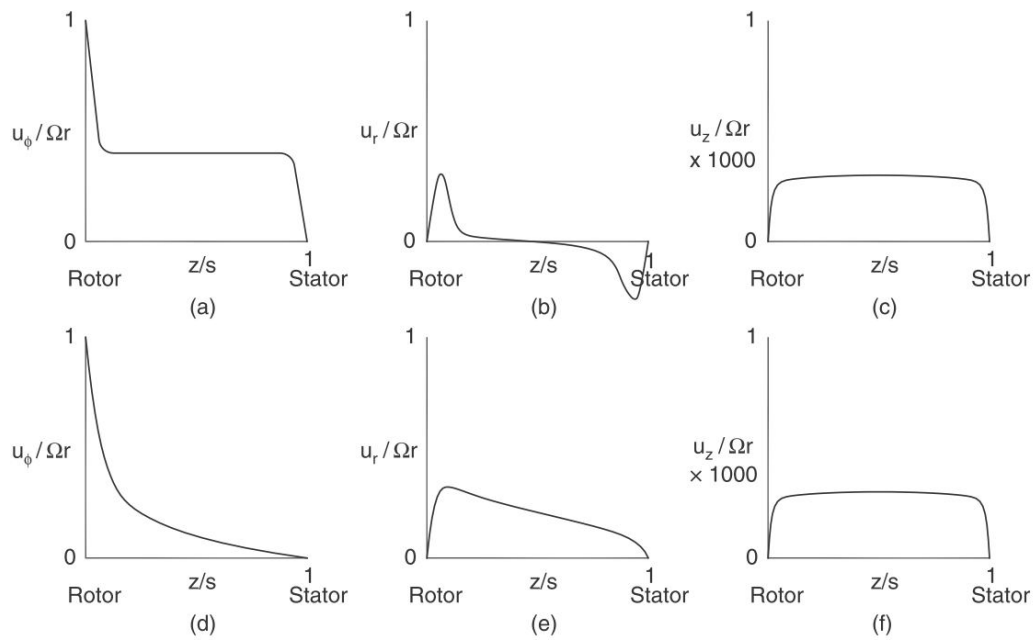 1
u_ϕ / Ωr
0
z/s
1
Rotor
Stator
(a)
1
u_r / Ωr
0
z/s
1
Rotor
Stator
(b)
1
u_z / Ωr
x 1000
0
z/s
1
Rotor
Stator
(c)
1
u_ϕ / Ωr
0
z/s
1
Rotor
Stator
(d)
1
u_r / Ωr
0
z/s
1
Rotor
Stator
(e)
1
u_z / Ωr
× 1000
0
z/s
1
Rotor
Stator
(f)